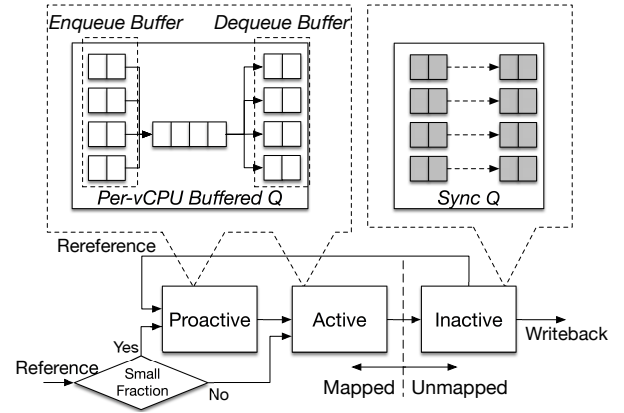 Enqueue Buffer
Dequeue Buffer
Per-vCPU Buffered Q
Sync Q
Rereference
Proactive
Active
Inactive
Writeback
Yes
Reference
Small
Fraction
No
Mapped
Unmapped